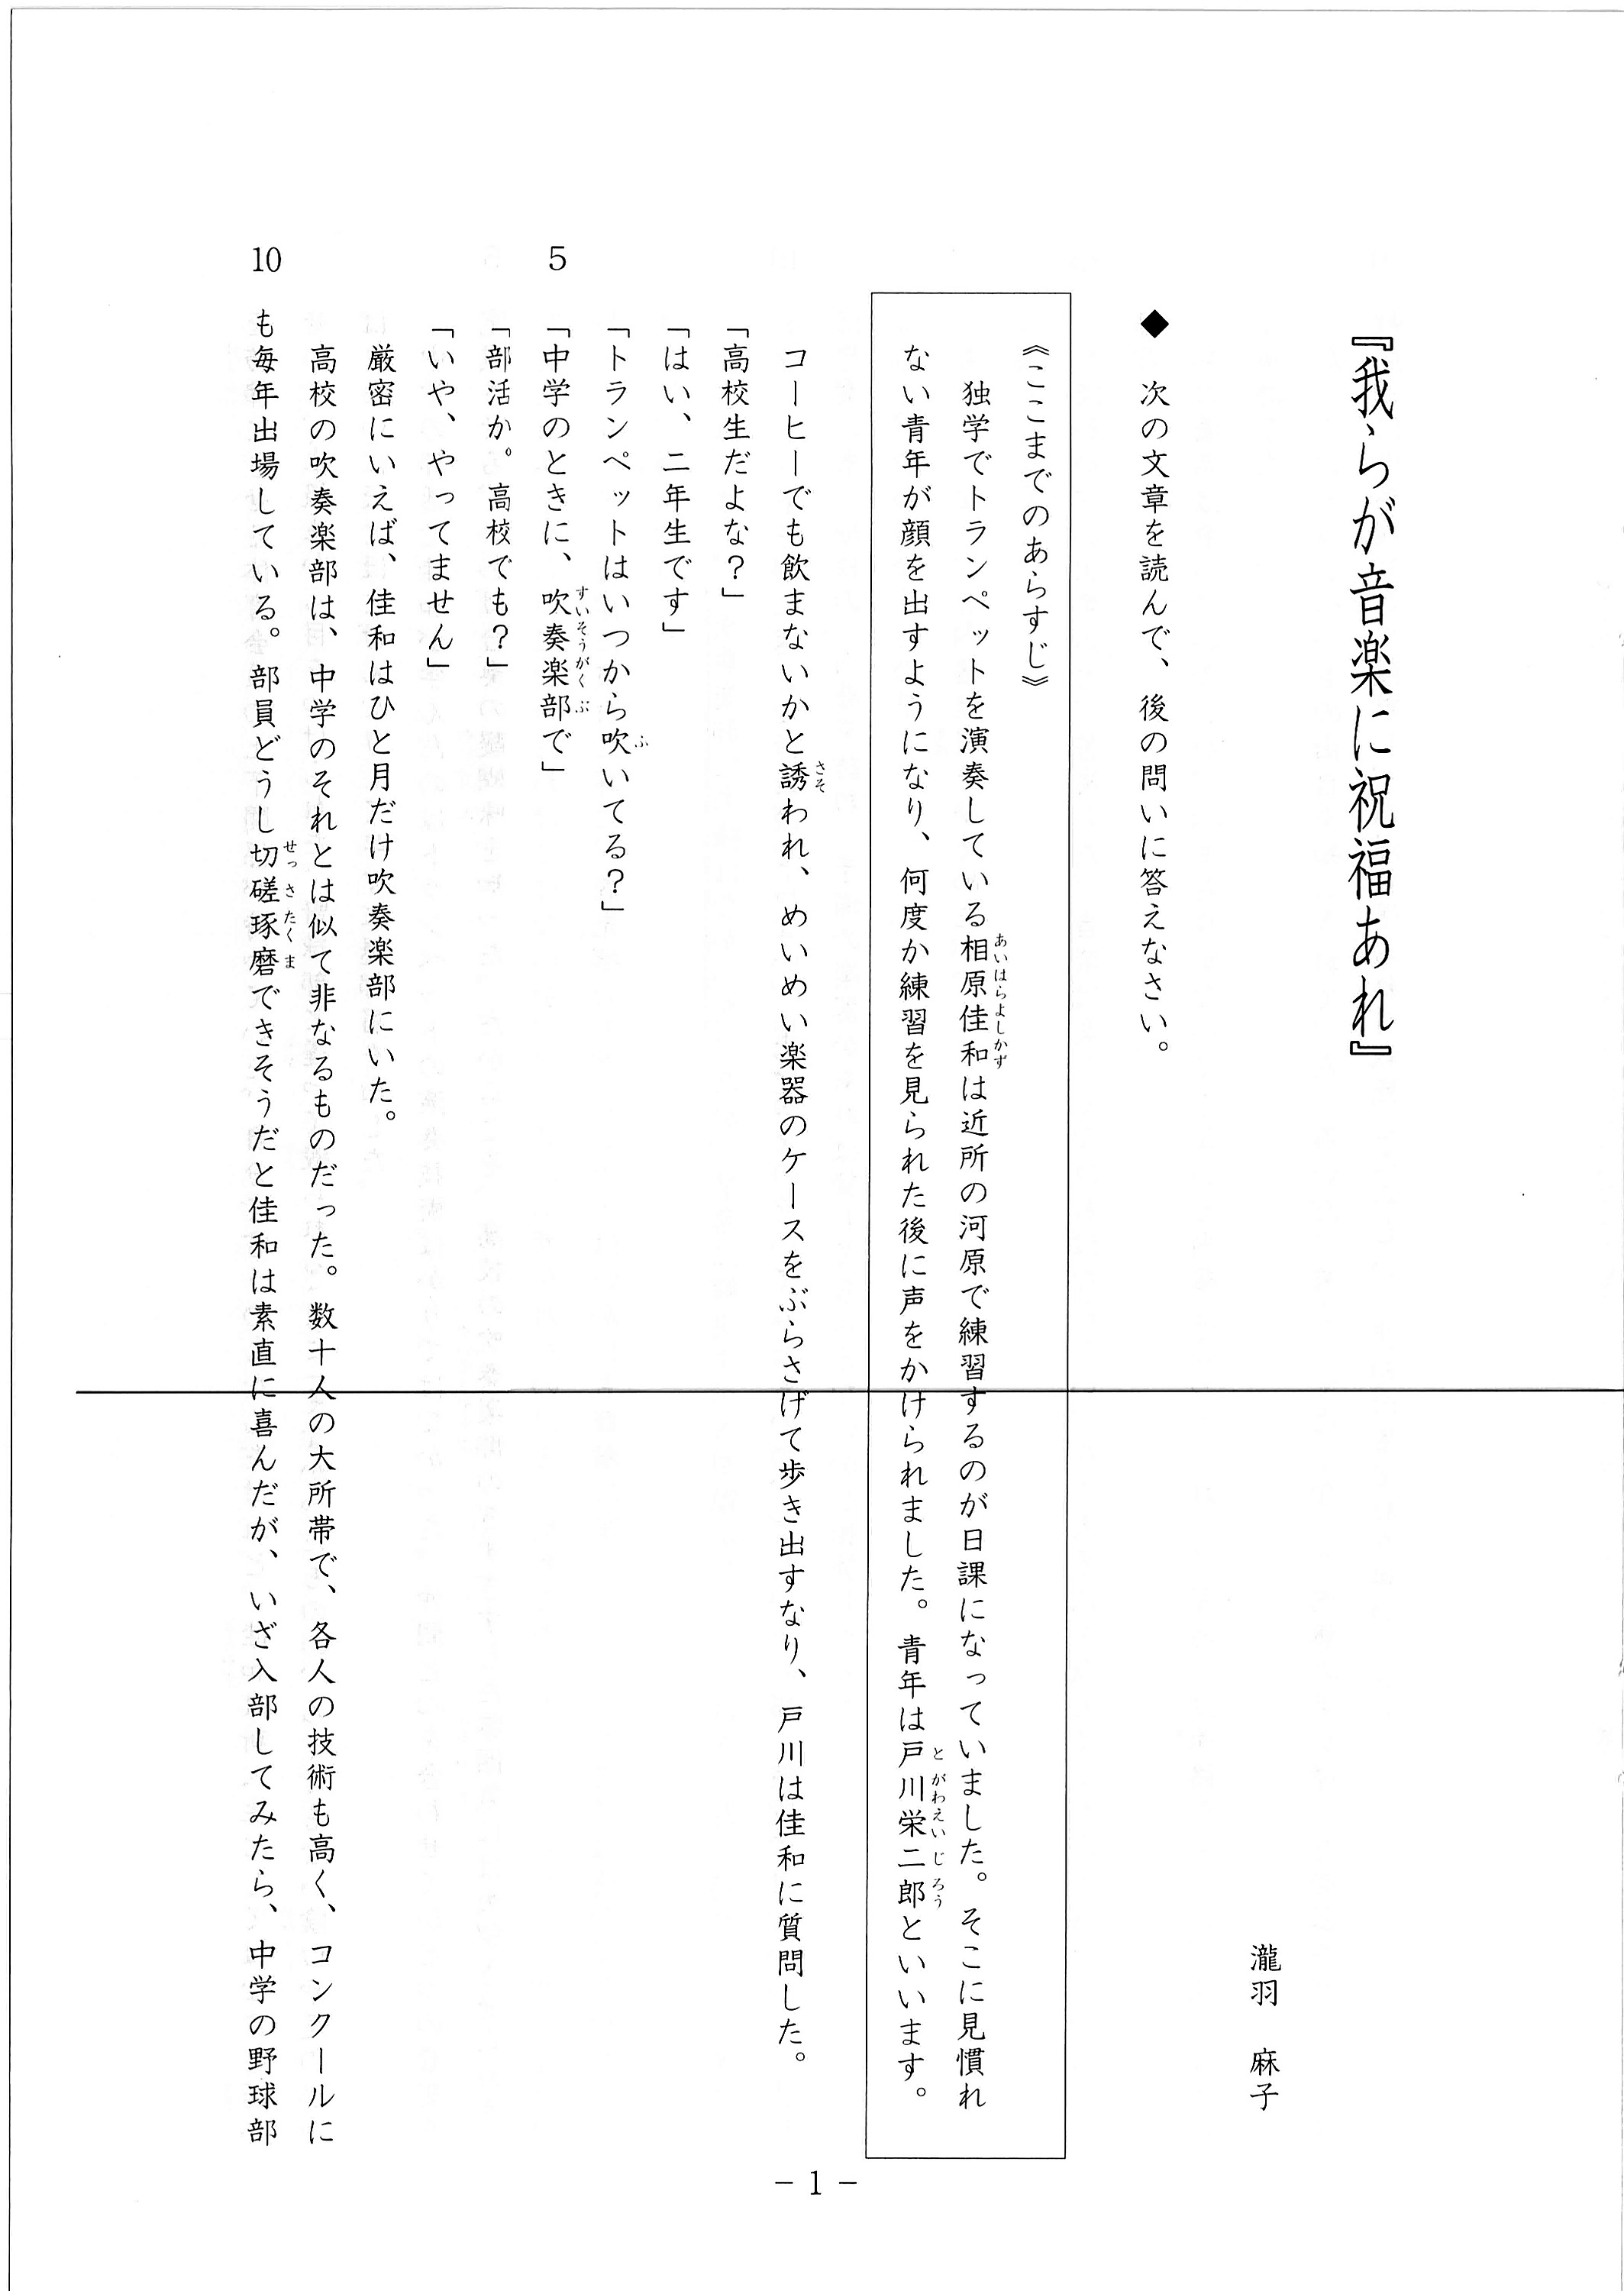 『我らが音楽に祝福あれ』
瀧羽　麻子
◆　次の文章を読んで、後の問いに答えなさい。
《ここまでのあらすじ》
独学でトランペットを演奏している相原佳和は近所の河原で練習するのが日課になっていました。そこに見慣れ
ない青年が顔を出すようになり、何度か練習を見られた後に声をかけられました。青年は戸川栄二郎といいます。
コーヒーでも飲まないかと誘われ、めいめい楽器のケースをぶらさげて歩き出すなり、戸川は佳和に質問した。
「高校生だよな？」
「はい、二年生です」
「トランペットはいつから吹いてる？」
5「中学のときに、吹奏楽部で」
「部活か。高校でも？」
「いや、やってません」
厳密にいえば、佳和はひと月だけ吹奏楽部にいた。
高校の吹奏楽部は、中学のそれとは似て非なるものだった。数十人の大所帯で、各人の技術も高く、コンクールに
10も毎年出場している。部員どうし切磋琢磨できそうだと佳和は素直に喜んだが、いざ入部してみたら、中学の野球部
－1－